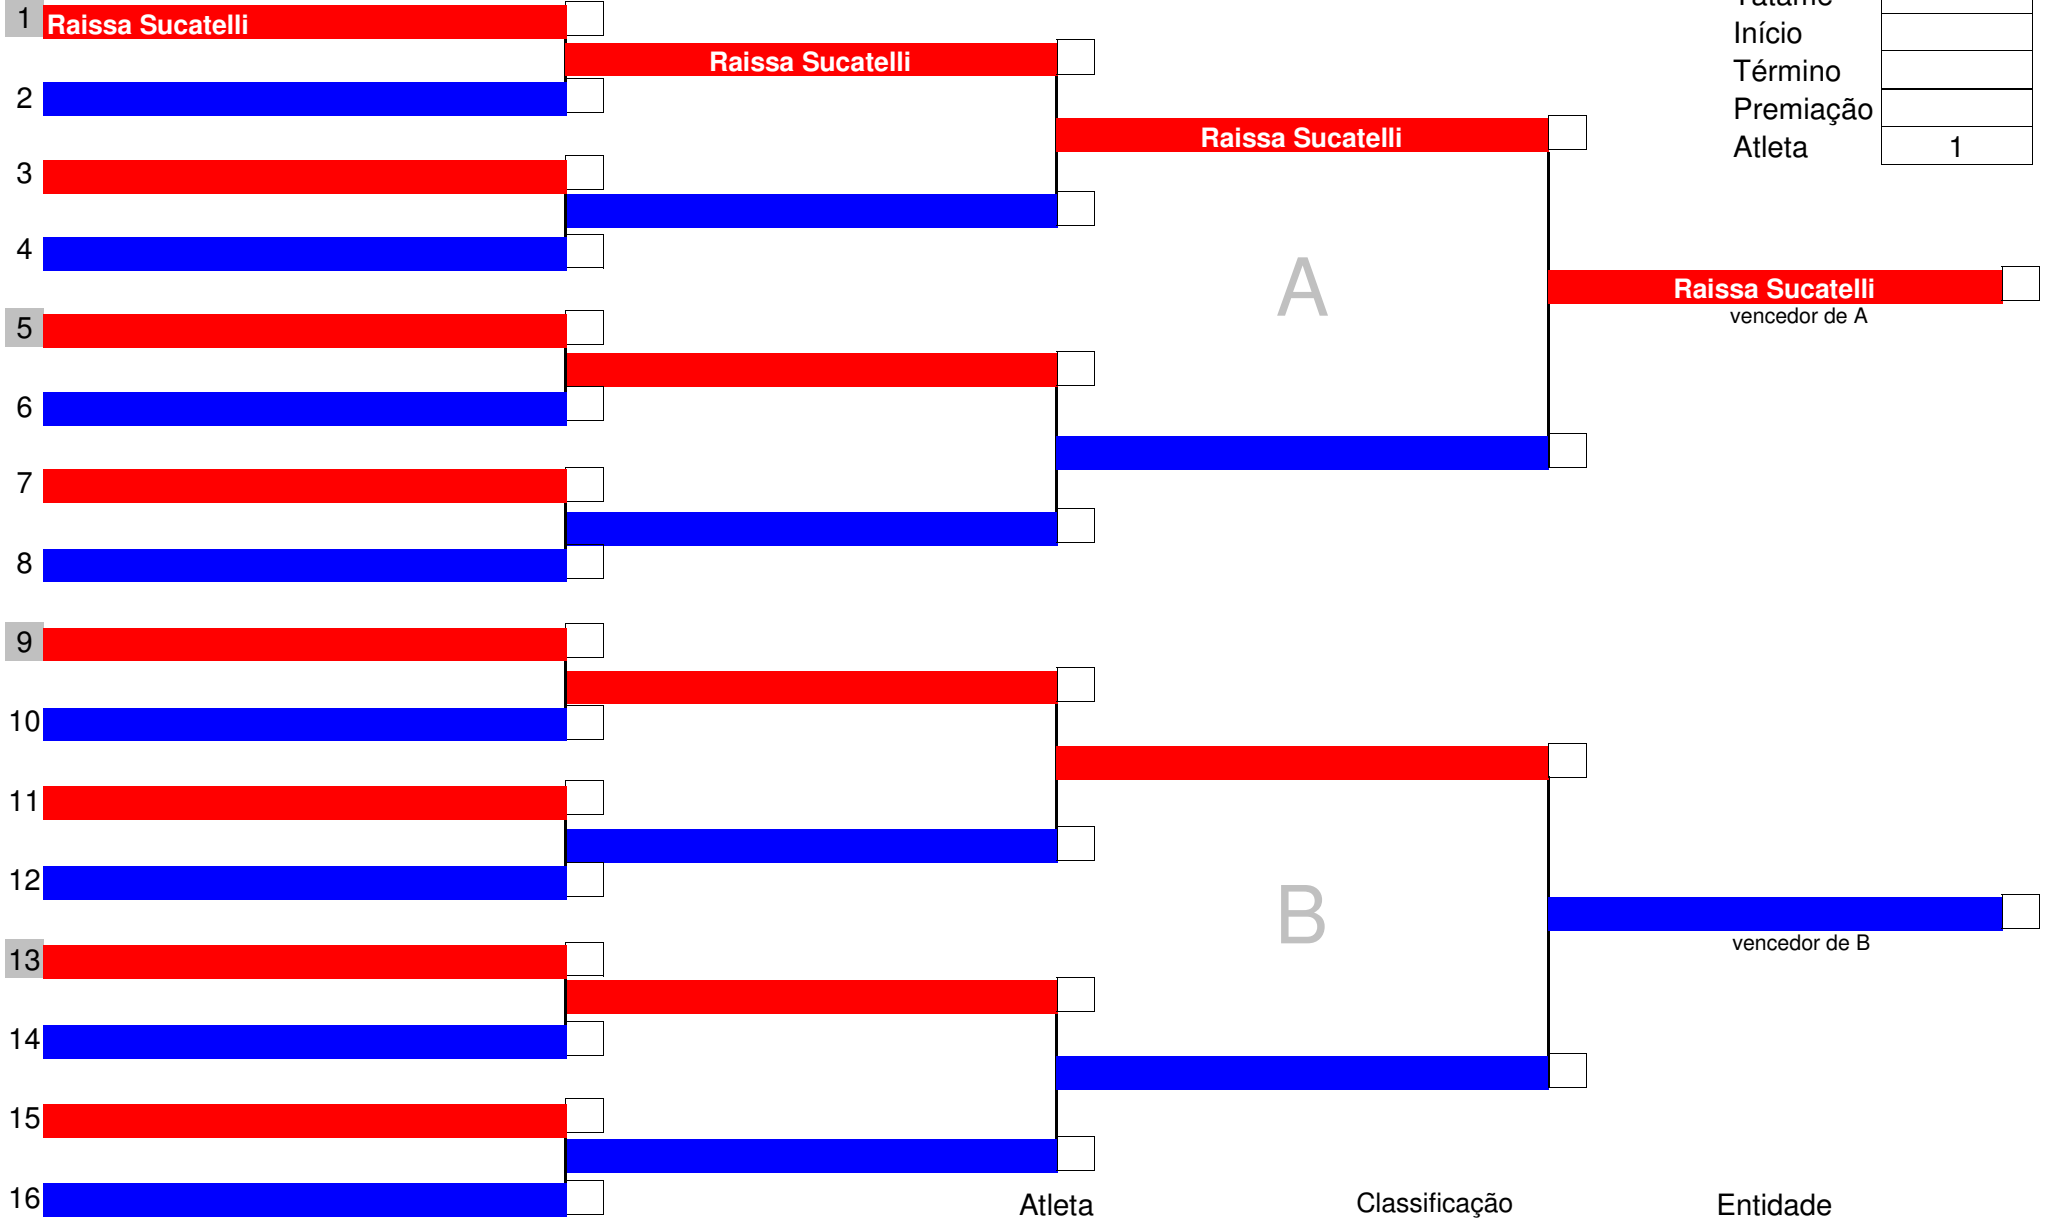 Tatame
1 Raissa Sucatelli
Início
Raissa Sucatelli
Término
2
Premiação
Raissa Sucatelli
Atleta 1
3
4
A
Raissa Sucatelli
vencedor de A
5
6
7
8
9
10
11
12
B
vencedor de B
13
14
15
16
Atleta Classificação Entidade